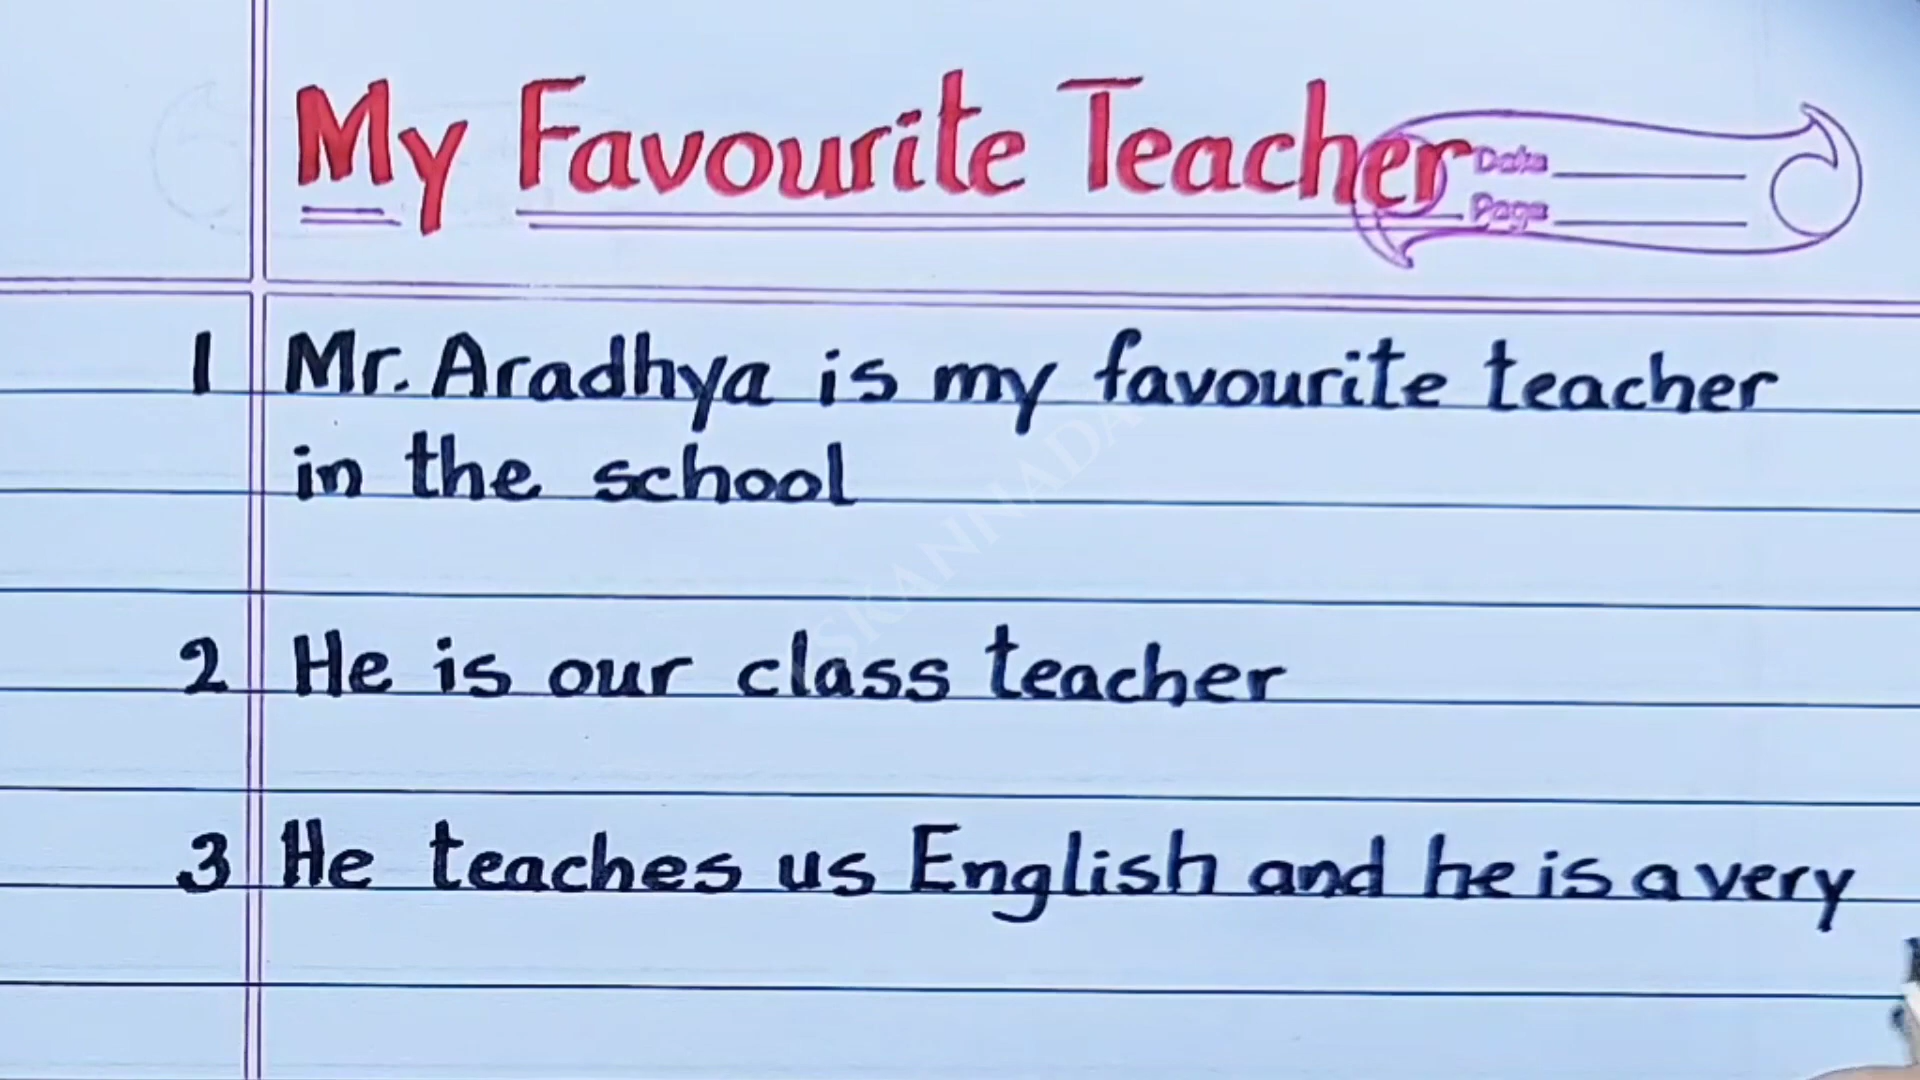 My Favourite Teacher
Date
Page
1 Mr. Aradhya is my favourite teacher
in the school
2 He is our class teacher
3 He teaches us English and he is a very
SKANNADA